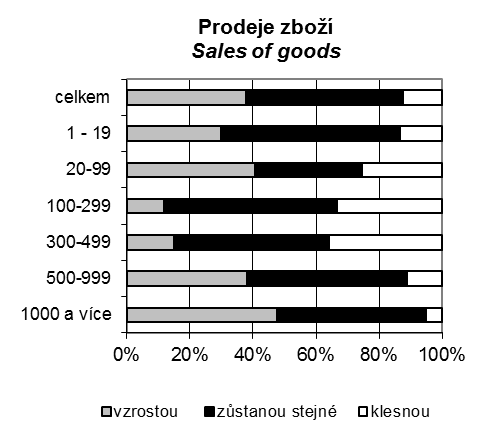 Prodeje zboží
Sales of goods
celkem
1 - 19
20-99
100-299
300-499
500-999
1000 a více
0% 20% 40% 60% 80% 100%
vzrostou zůstanou stejné klesnou